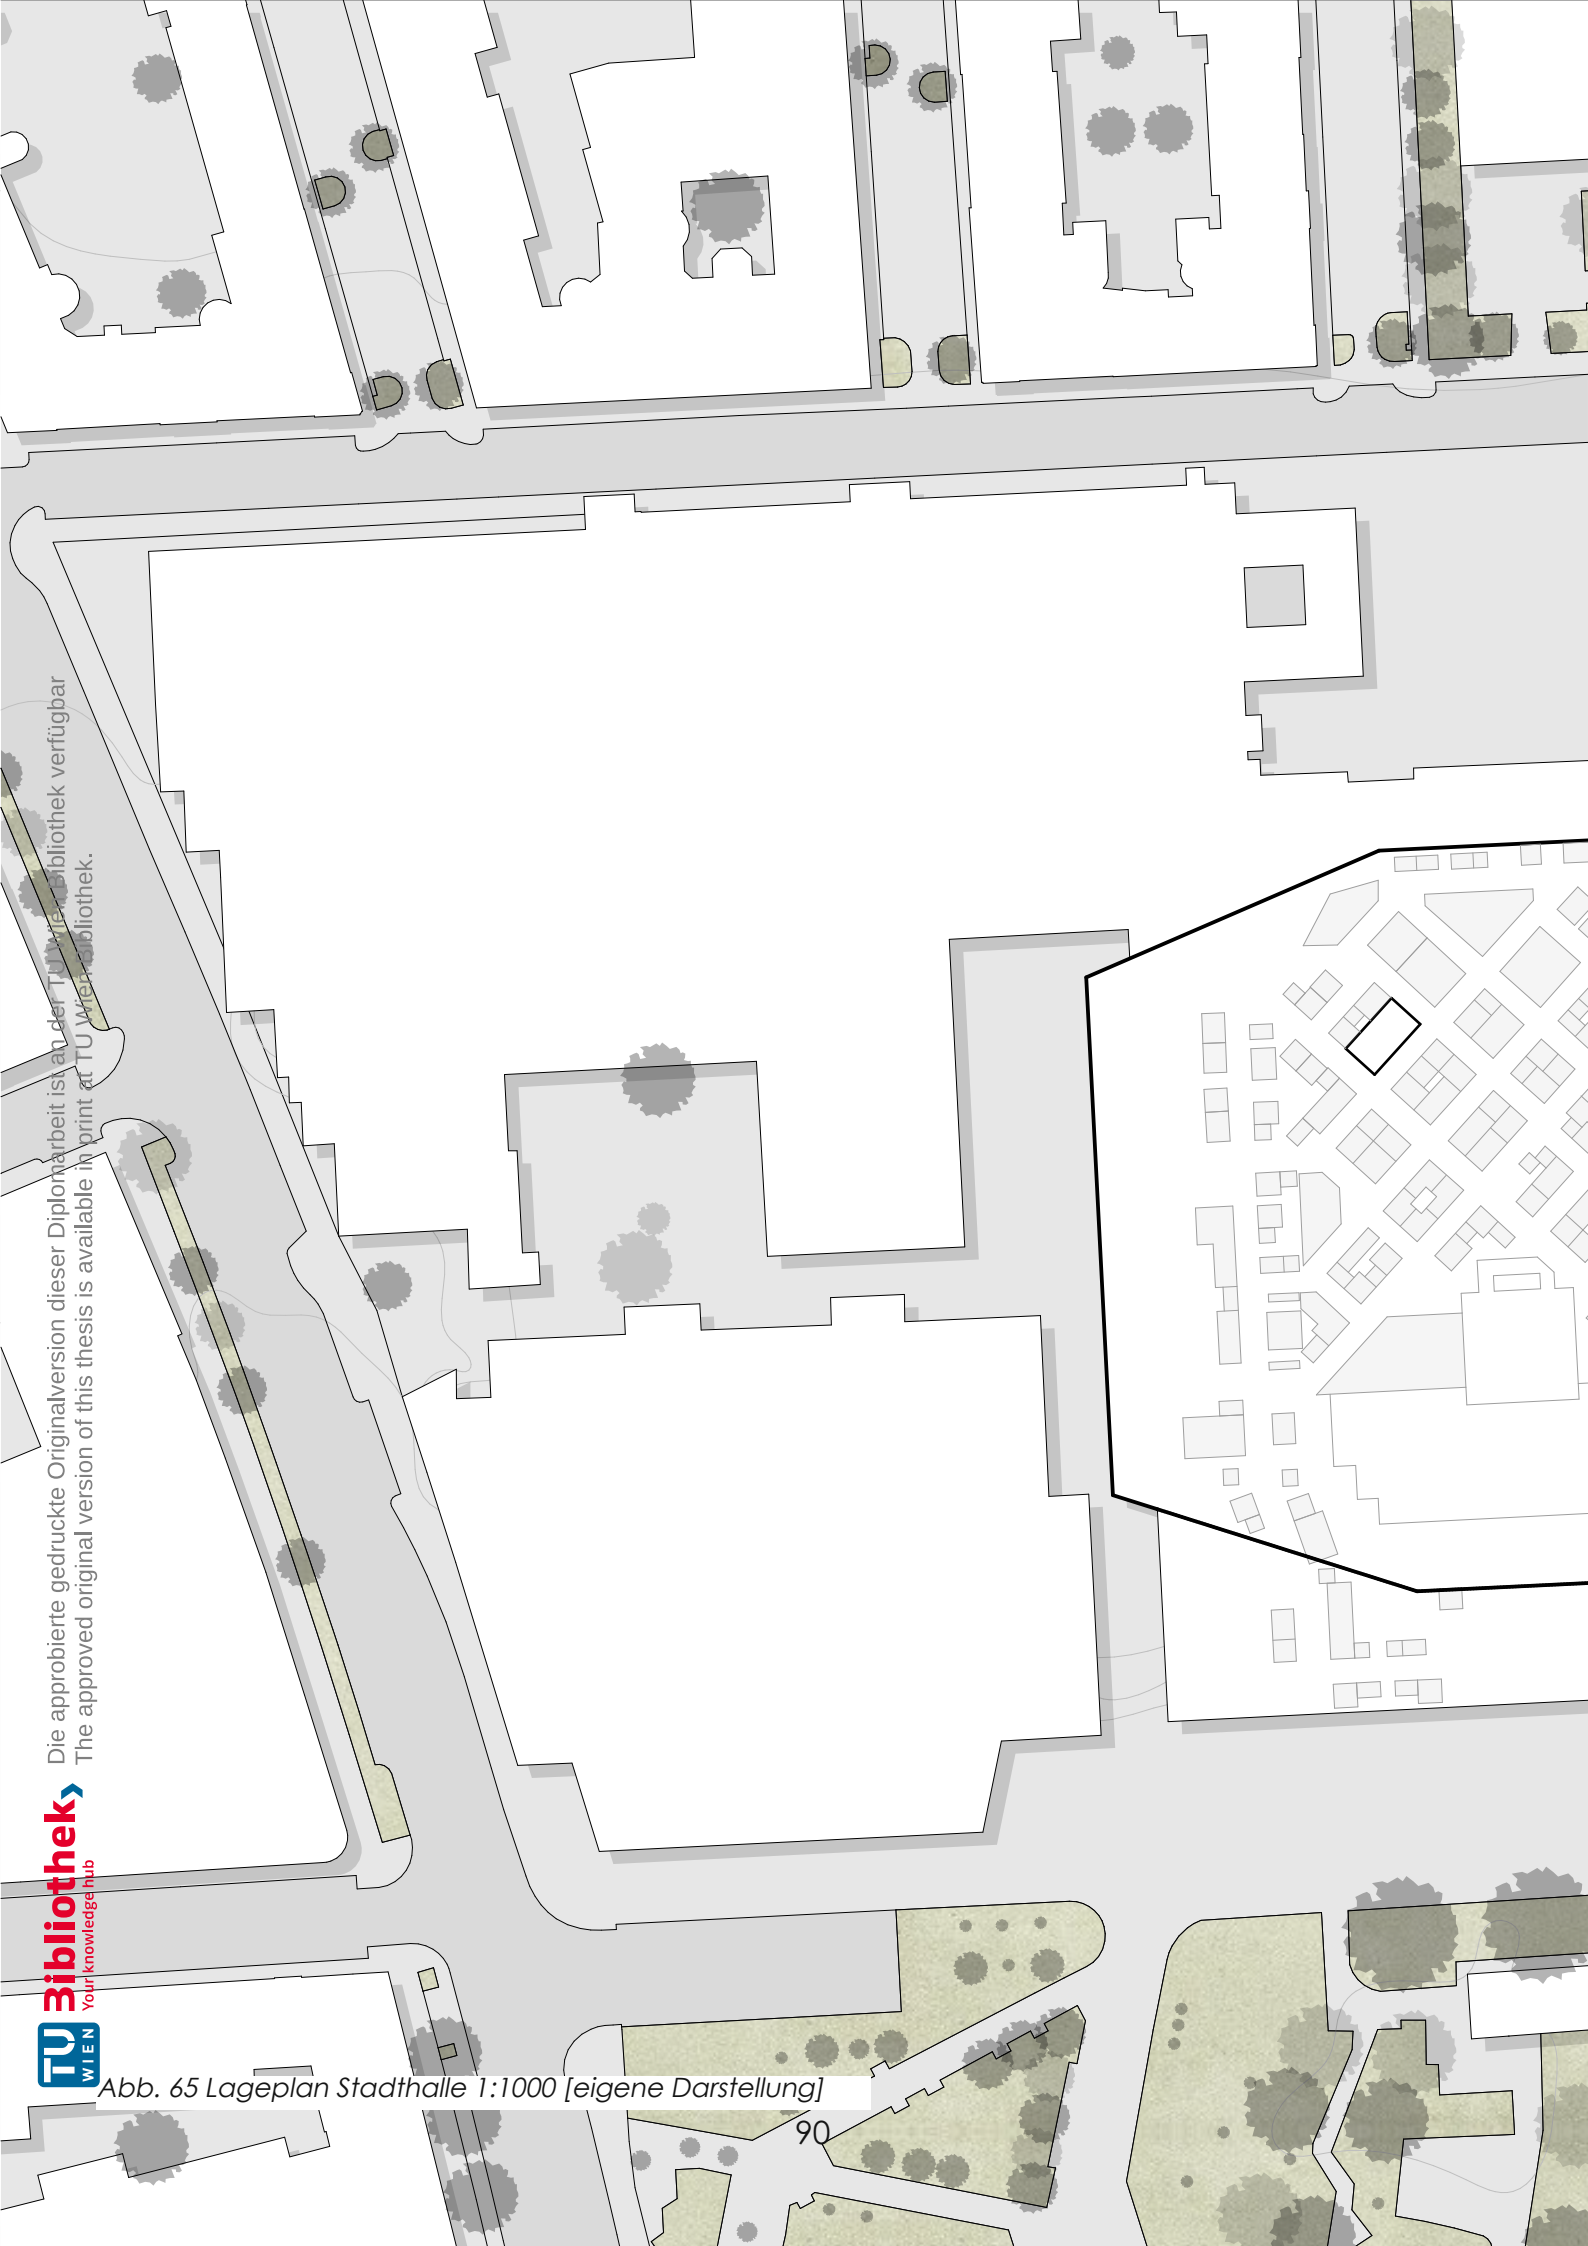 Die approbierte gedruckte Originalversion dieser Diplomarbeit ist an der TU Wien Bibliothek verfügbar
The approved original version of this thesis is available in print at TU Wien Bibliothek.
TU WIEN Bibliothek
Your knowledge hub
Abb. 65 Lageplan Stadthalle 1:1000 [eigene Darstellung]
90